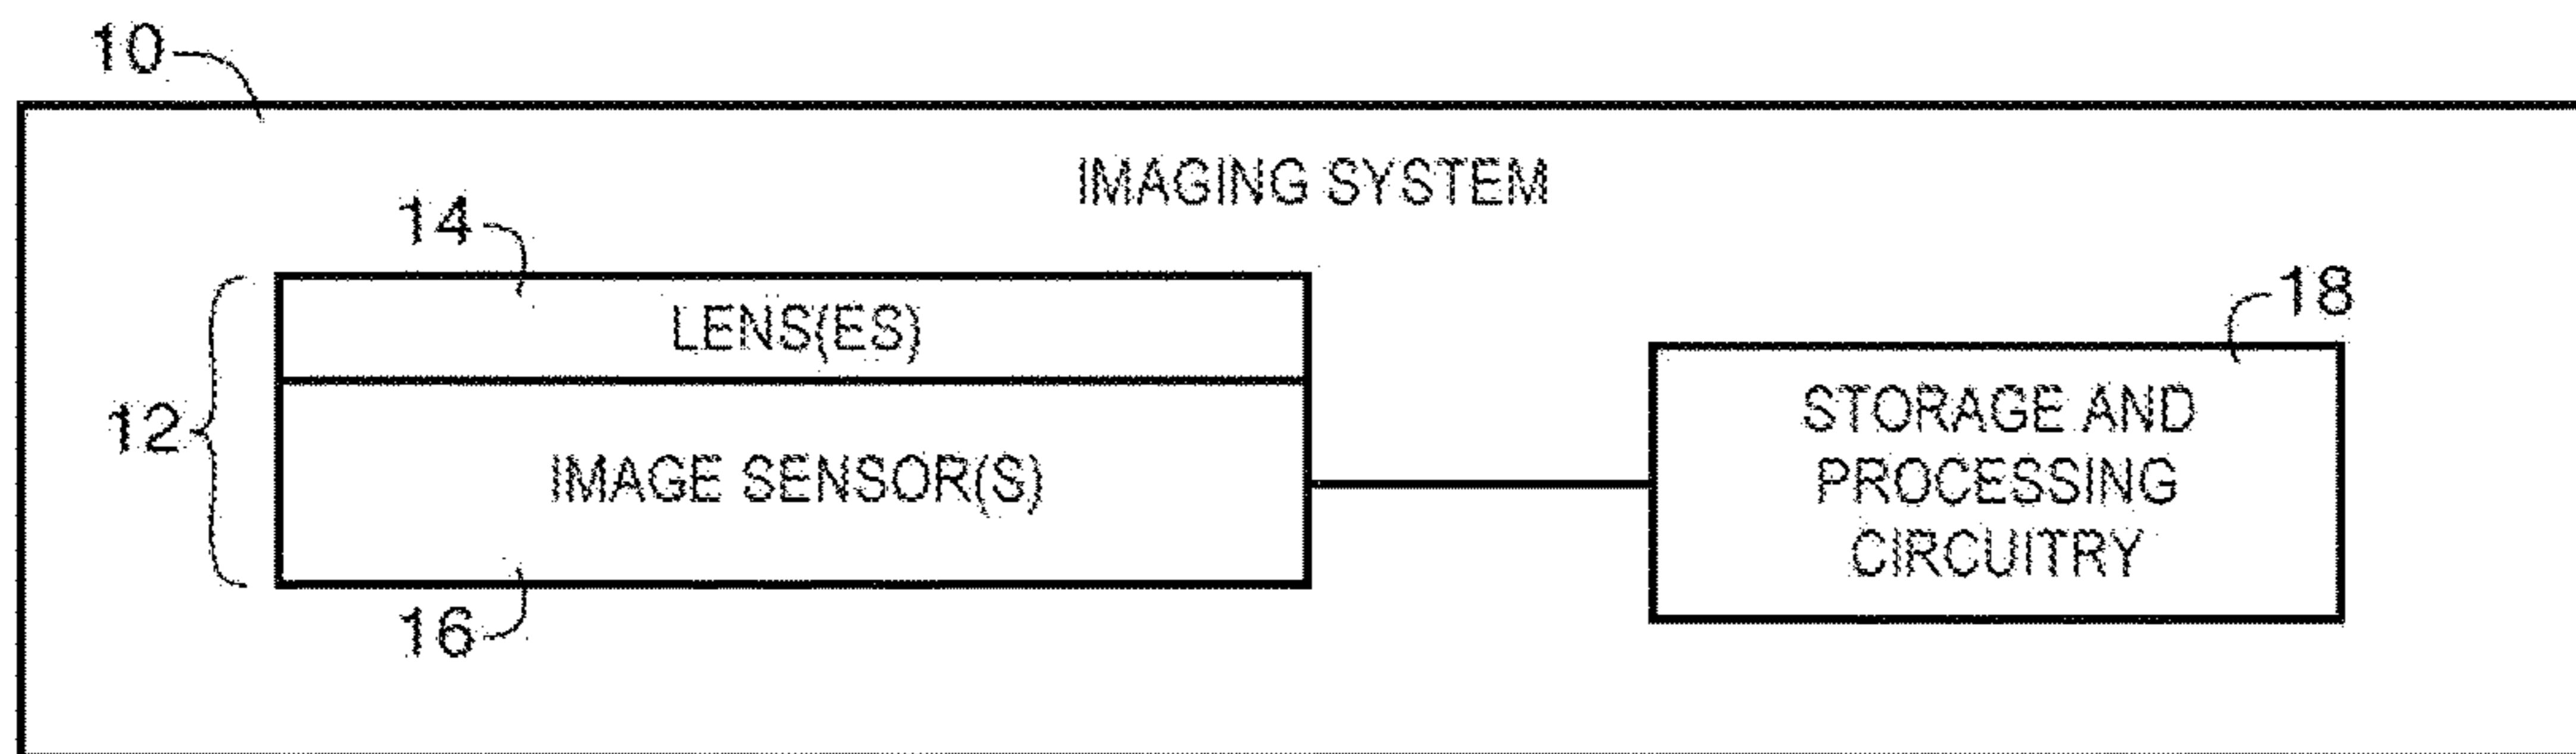 10
IMAGING SYSTEM
14
LENS(ES)
18
12
IMAGE SENSOR(S)
STORAGE AND
PROCESSING
CIRCUITRY
16